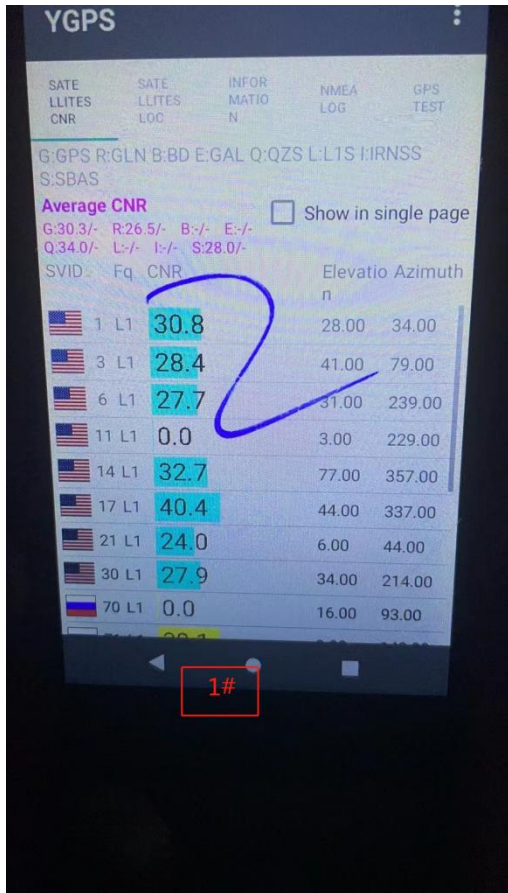 YGPS
SATE
LLITES
CNR
SATE
LLITES
LOC
INFOR
MATIO
N
NMEA
LOG
GPS
TEST
G:GPS R:GLN B:BD E:GAL Q:QZS L:L1S I:IRNSS
S:SBAS
Average CNR
G:30.3/- R:26.5/- B:-/- E:-/-
Q:34.0/- L:-/- I:-/- S:28.0/-
Show in single page
SVID Fq CNR Elevatio Azimuth
n
1 L1 30.8 28.00 34.00
3 L1 28.4 41.00 79.00
6 L1 27.7 31.00 239.00
11 L1 0.0 3.00 229.00
14 L1 32.7 77.00 357.00
17 L1 40.4 44.00 337.00
21 L1 24.0 6.00 44.00
30 L1 27.9 34.00 214.00
70 L1 0.0 16.00 93.00
1#